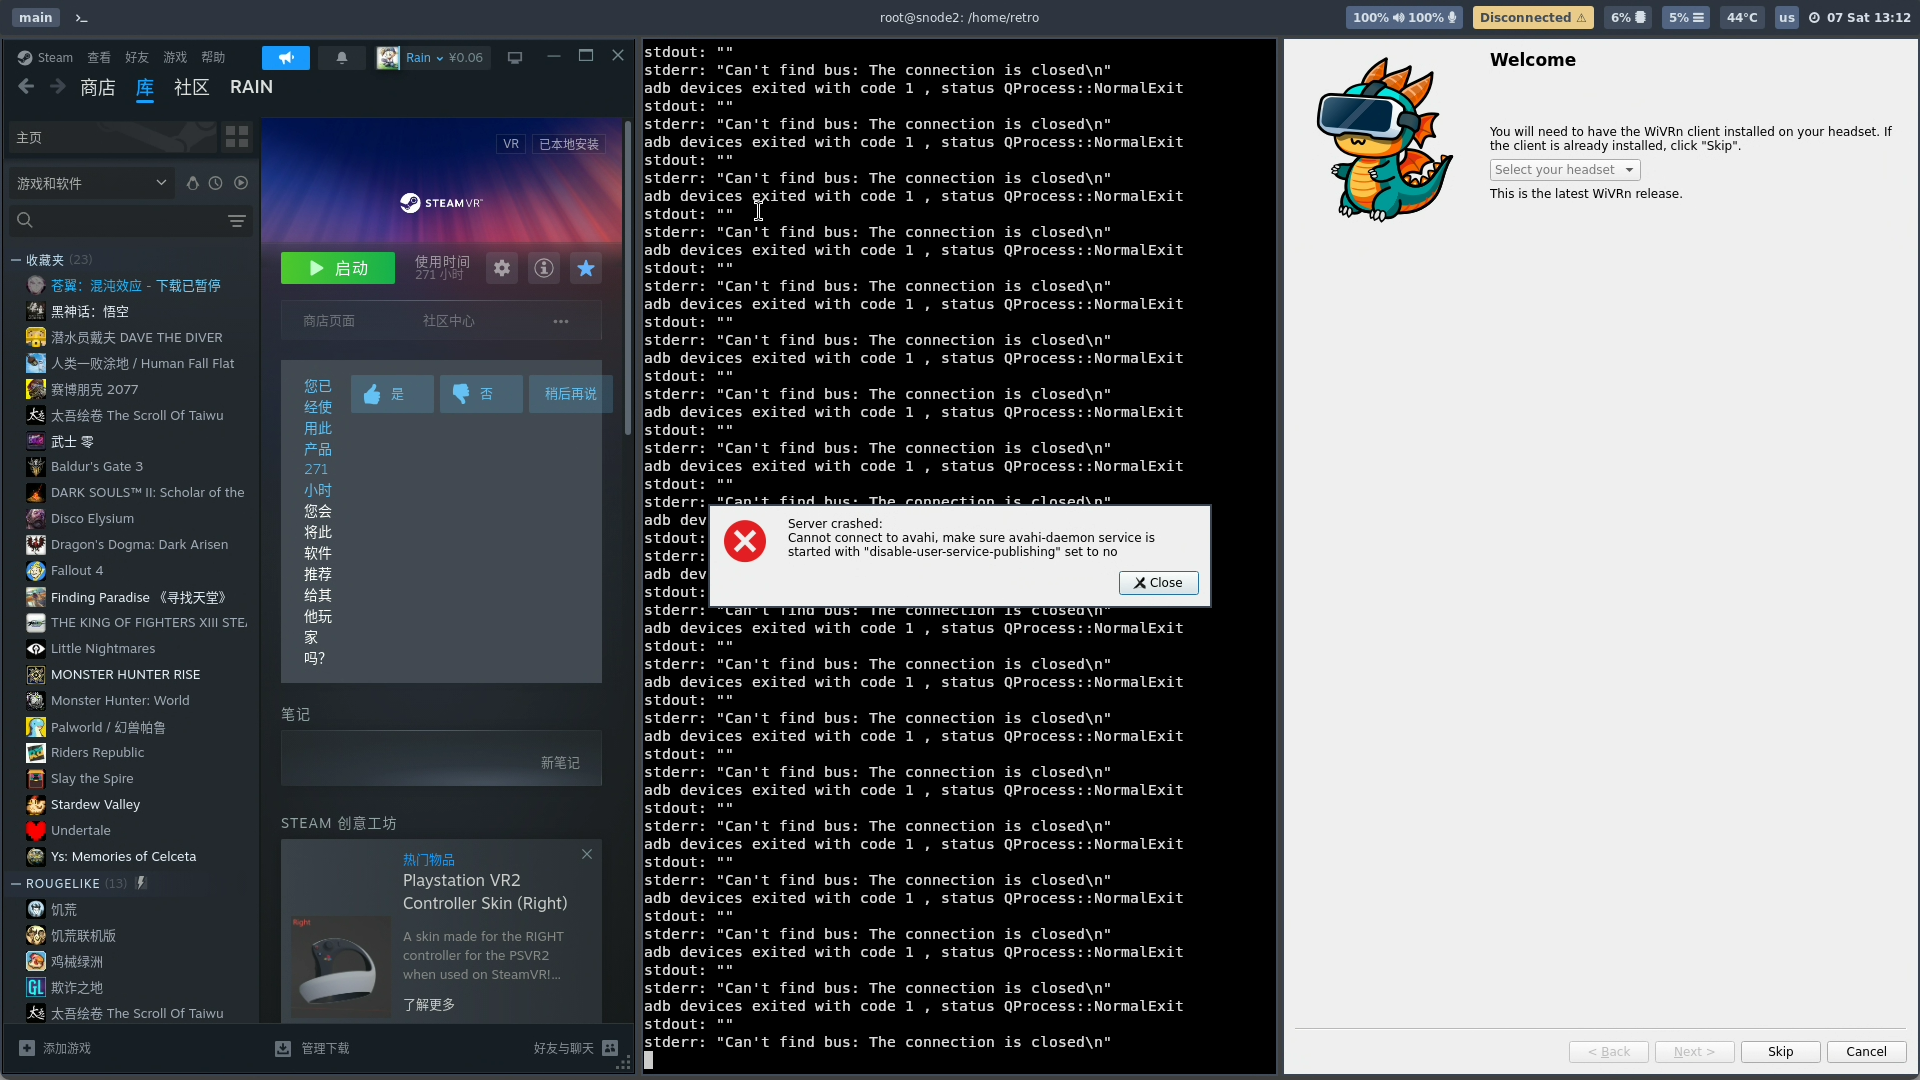 main
>_
root@snode2: /home/retro
100% 100%
Disconnected ⚠
6%
5%
44°C
us
07 Sat 13:12
Steam 查看 好友 游戏 帮助
Rain ¥0.06
商店 库 社区 RAIN
主页
游戏和软件
收藏夹 (23)
苍翼：混沌效应 - 下载已暂停
黑神话：悟空
潜水员戴夫 DAVE THE DIVER
人类一败涂地 / Human Fall Flat
赛博朋克 2077
太吾绘卷 The Scroll Of Taiwu
武士 零
Baldur's Gate 3
DARK SOULS™ II: Scholar of the
Disco Elysium
Dragon's Dogma: Dark Arisen
Fallout 4
Finding Paradise 《寻找天堂》
THE KING OF FIGHTERS XIII STEA
Little Nightmares
MONSTER HUNTER RISE
Monster Hunter: World
Palworld / 幻兽帕鲁
Riders Republic
Slay the Spire
Stardew Valley
Undertale
Ys: Memories of Celceta
ROUGELIKE (13)
饥荒
饥荒联机版
鸡械绿洲
欺诈之地
太吾绘卷 The Scroll Of Taiwu
添加游戏
管理下载
好友与聊天
VR 已本地安装
STEAMVR™
启动
使用时间
271 小时
商店页面 社区中心 •••
您已
经使
用此
产品
271
小时
您会
将此
软件
推荐
给其
他玩
家
吗？
是
否
稍后再说
笔记
新笔记
STEAM 创意工坊
热门物品
Playstation VR2
Controller Skin (Right)
Right
A skin made for the RIGHT
controller for the PSVR2
when used on SteamVR!...
了解更多
stdout: ""
stderr: "Can't find bus: The connection is closed\n"
adb devices exited with code 1 , status QProcess::NormalExit
stdout: ""
stderr: "Can't find bus: The connection is closed\n"
adb devices exited with code 1 , status QProcess::NormalExit
stdout: ""
stderr: "Can't find bus: The connection is closed\n"
adb devices exited with code 1 , status QProcess::NormalExit
stdout: ""
stderr: "Can't find bus: The connection is closed\n"
adb devices exited with code 1 , status QProcess::NormalExit
stdout: ""
stderr: "Can't find bus: The connection is closed\n"
adb devices exited with code 1 , status QProcess::NormalExit
stdout: ""
stderr: "Can't find bus: The connection is closed\n"
adb devices exited with code 1 , status QProcess::NormalExit
stdout: ""
stderr: "Can't find bus: The connection is closed\n"
adb devices exited with code 1 , status QProcess::NormalExit
stdout: ""
stderr: "Can't find bus: The connection is closed\n"
adb devices exited with code 1 , status QProcess::NormalExit
stdout: ""
stderr: "Can't find bus: The connection is closed\n"
adb dev
stdout:
stderr:
adb dev
stdout:
stderr: "Can't find bus: The connection is closed\n"
adb devices exited with code 1 , status QProcess::NormalExit
stdout: ""
stderr: "Can't find bus: The connection is closed\n"
adb devices exited with code 1 , status QProcess::NormalExit
stdout: ""
stderr: "Can't find bus: The connection is closed\n"
adb devices exited with code 1 , status QProcess::NormalExit
stdout: ""
stderr: "Can't find bus: The connection is closed\n"
adb devices exited with code 1 , status QProcess::NormalExit
stdout: ""
stderr: "Can't find bus: The connection is closed\n"
adb devices exited with code 1 , status QProcess::NormalExit
stdout: ""
stderr: "Can't find bus: The connection is closed\n"
adb devices exited with code 1 , status QProcess::NormalExit
stdout: ""
stderr: "Can't find bus: The connection is closed\n"
adb devices exited with code 1 , status QProcess::NormalExit
stdout: ""
stderr: "Can't find bus: The connection is closed\n"
adb devices exited with code 1 , status QProcess::NormalExit
stdout: ""
stderr: "Can't find bus: The connection is closed\n"
Server crashed:
Cannot connect to avahi, make sure avahi-daemon service is
started with "disable-user-service-publishing" set to no
Close
Welcome
You will need to have the WiVRn client installed on your headset. If
the client is already installed, click "Skip".
Select your headset
This is the latest WiVRn release.
< Back
Next >
Skip
Cancel